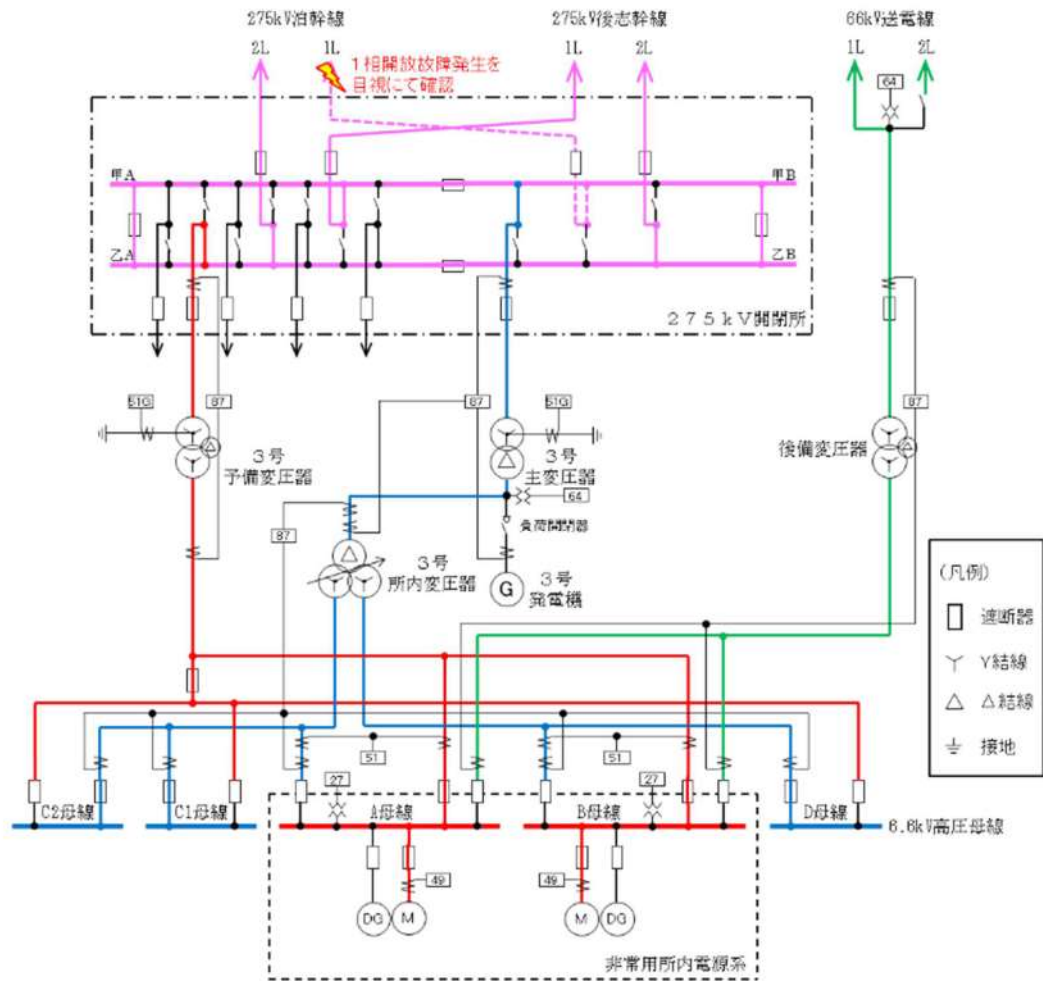 275kV泊幹線
275kV後志幹線
66kV送電線
2L
1L
1L
2L
1L
2L
1相開放故障発生を
目視にて確認
64
甲A
甲B
乙A
乙B
275kV開閉所
51G
87
87
51G
87
3号
予備変圧器
3号
主変圧器
後備変圧器
64
87
負荷開閉器
3号
所内変圧器
G
3号
発電機
(凡例)
遮断器
Y結線
△結線
接地
51
51
27
27
C2母線
C1母線
A母線
B母線
D母線
6.6kV高圧母線
49
49
DG
M
M
DG
非常用所内電源系